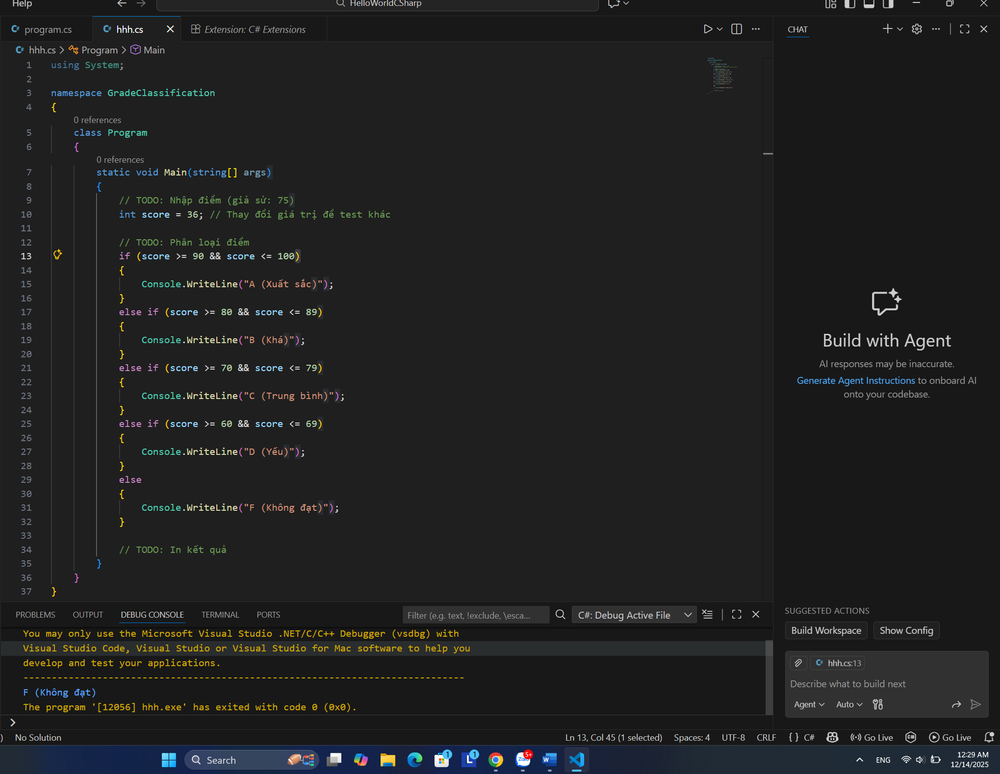 Help
HelloWorldCSharp
program.cs
hhh.cs
Extension: C# Extensions
hhh.cs > Program > Main
1 using System;
2
3 namespace GradeClassification
4 {
0 references
5 class Program
6 {
0 references
7 static void Main(string[] args)
8 {
9 // TODO: Nhập điểm (giả sử: 75)
10 int score = 36; // Thay đổi giá trị để test khác
11
12 // TODO: Phân loại điểm
13 if (score >= 90 && score <= 100)
14 {
15 Console.WriteLine("A (Xuất sắc)");
16 }
17 else if (score >= 80 && score <= 89)
18 {
19 Console.WriteLine("B (Khá)");
20 }
21 else if (score >= 70 && score <= 79)
22 {
23 Console.WriteLine("C (Trung bình)");
24 }
25 else if (score >= 60 && score <= 69)
26 {
27 Console.WriteLine("D (Yếu)");
28 }
29 else
30 {
31 Console.WriteLine("F (Không đạt)");
32 }
33
34 // TODO: In kết quả
35 }
36 }
37 }
PROBLEMS OUTPUT DEBUG CONSOLE TERMINAL PORTS
Filter (e.g. text, !exclude, \esca...
C#: Debug Active File
You may only use the Microsoft Visual Studio .NET/C/C++ Debugger (vsdbg) with
Visual Studio Code, Visual Studio or Visual Studio for Mac software to help you
develop and test your applications.
------------------------------------------------------------------------------
F (Không đạt)
The program '[12056] hhh.exe' has exited with code 0 (0x0).
>
CHAT
Build with Agent
AI responses may be inaccurate.
Generate Agent Instructions to onboard AI
onto your codebase.
SUGGESTED ACTIONS
Build Workspace
Show Config
hhh.cs:13
Describe what to build next
Agent
Auto
No Solution
Ln 13, Col 45 (1 selected)
Spaces: 4
UTF-8
CRLF
{ } C#
Go Live
Go Live
Search
1
L
1
Zalo
5+
W
ENG
12:29 AM
12/14/2025